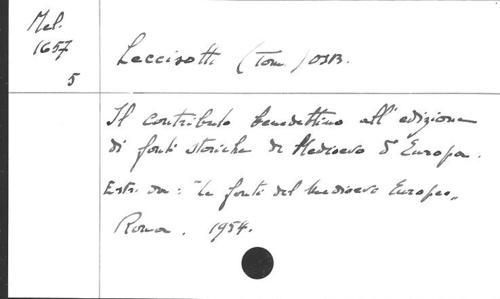 Mel.
1657
5
Leccisotti (Tom.) OSB.
Il contributo benedettino all'edizione
di fonti storiche di Medioevo d'Europa.
Estr. da: "Le fonti del Medioevo Europeo„
Roma. 1954.